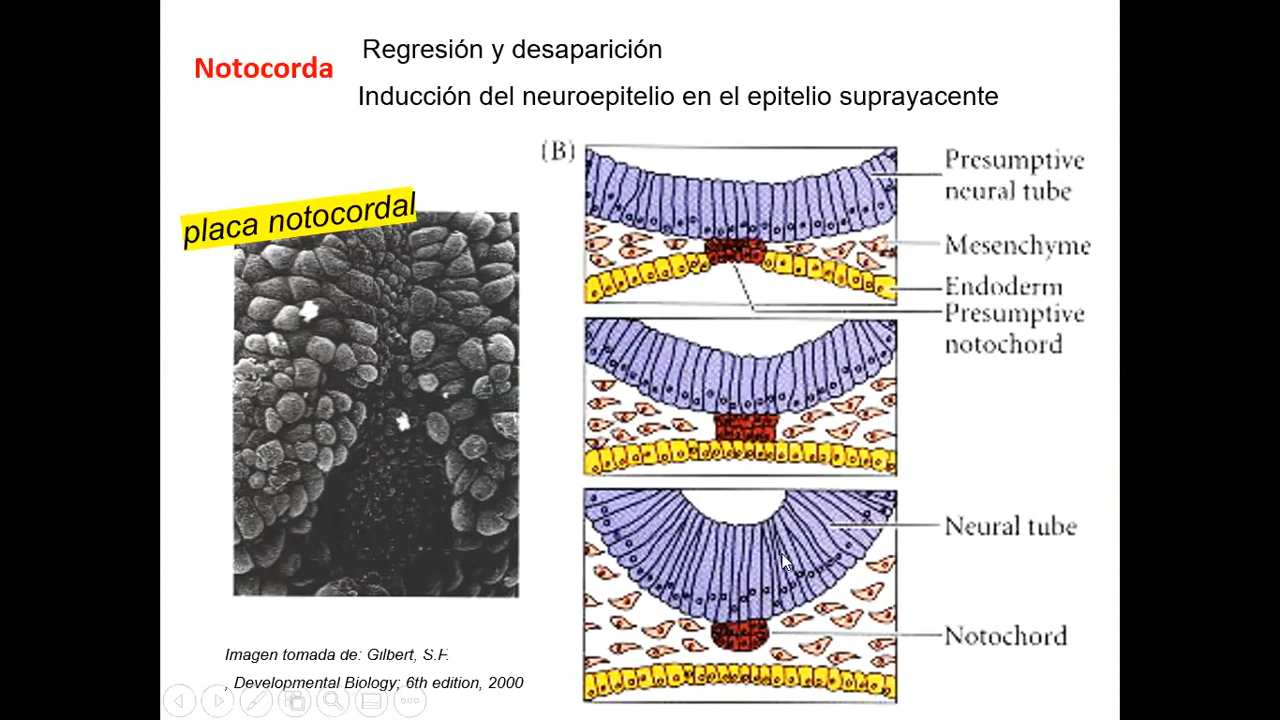 Notocorda
Regresión y desaparición
Inducción del neuroepitelio en el epitelio suprayacente
placa notocordal
(B)
Presumptive
neural tube
Mesenchyme
Endoderm
Presumptive
notochord
Neural tube
Notochord
Imagen tomada de: Gilbert, S.F.
, Developmental Biology; 6th edition, 2000